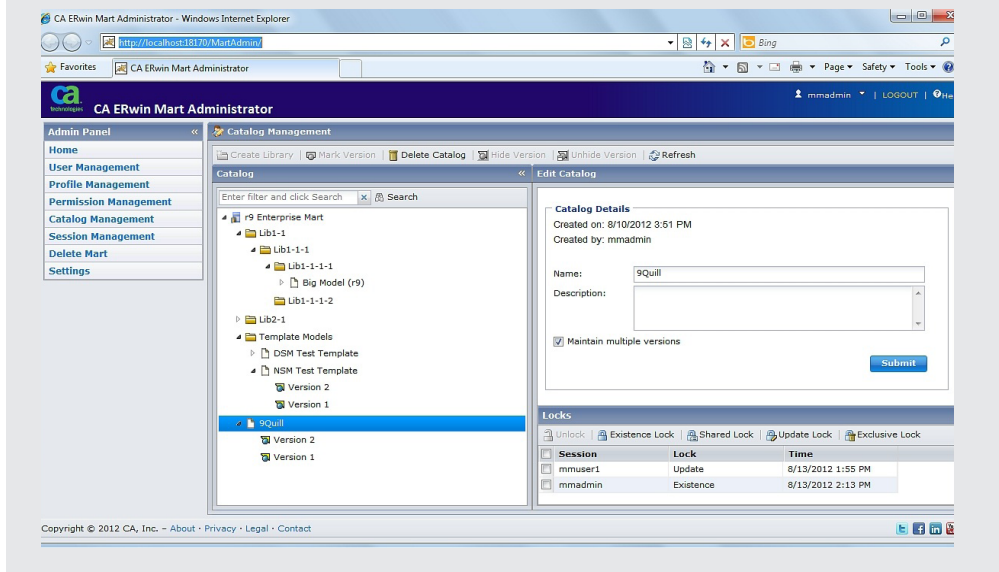 CA ERwin Mart Administrator - Windows Internet Explorer
http://localhost:18170/MartAdmin/
Bing
Favorites CA ERwin Mart Administrator Page Safety Tools
ca
technologies CA ERwin Mart Administrator
mmadmin | LOGOUT |
Admin Panel «
Home
User Management
Profile Management
Permission Management
Catalog Management
Session Management
Delete Mart
Settings
Catalog Management
Create Library | Mark Version | Delete Catalog | Hide Version | Unhide Version | Refresh
Catalog «
Enter filter and click Search x Search
r9 Enterprise Mart
Lib1-1
Lib1-1-1
Lib1-1-1-1
Big Model (r9)
Lib1-1-1-2
Lib2-1
Template Models
DSM Test Template
NSM Test Template
Version 2
Version 1
9Quill
Version 2
Version 1
Edit Catalog
Catalog Details
Created on: 8/10/2012 3:51 PM
Created by: mmadmin
Name: 9Quill
Description:
Maintain multiple versions
Submit
Locks
Unlock | Existence Lock | Shared Lock | Update Lock | Exclusive Lock
Session Lock Time
mmuser1 Update 8/13/2012 1:55 PM
mmadmin Existence 8/13/2012 2:13 PM
Copyright © 2012 CA, Inc. – About · Privacy · Legal · Contact